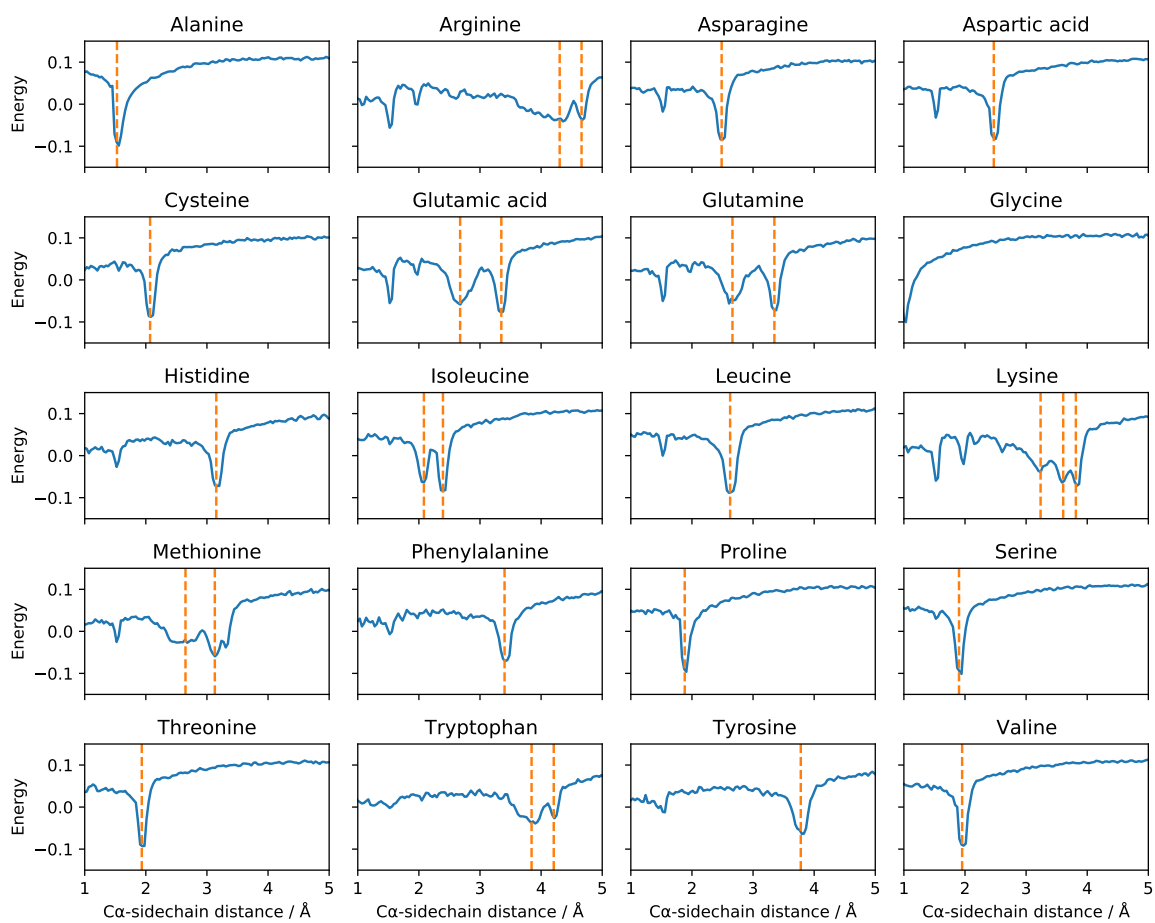 Alanine Arginine Asparagine Aspartic acid
Energy
0.1
0.0
−0.1
Cysteine Glutamic acid Glutamine Glycine
Energy
0.1
0.0
−0.1
Histidine Isoleucine Leucine Lysine
Energy
0.1
0.0
−0.1
Methionine Phenylalanine Proline Serine
Energy
0.1
0.0
−0.1
Threonine Tryptophan Tyrosine Valine
Energy
0.1
0.0
−0.1
1 2 3 4 5 1 2 3 4 5 1 2 3 4 5 1 2 3 4 5
Cα-sidechain distance / Å Cα-sidechain distance / Å Cα-sidechain distance / Å Cα-sidechain distance / Å